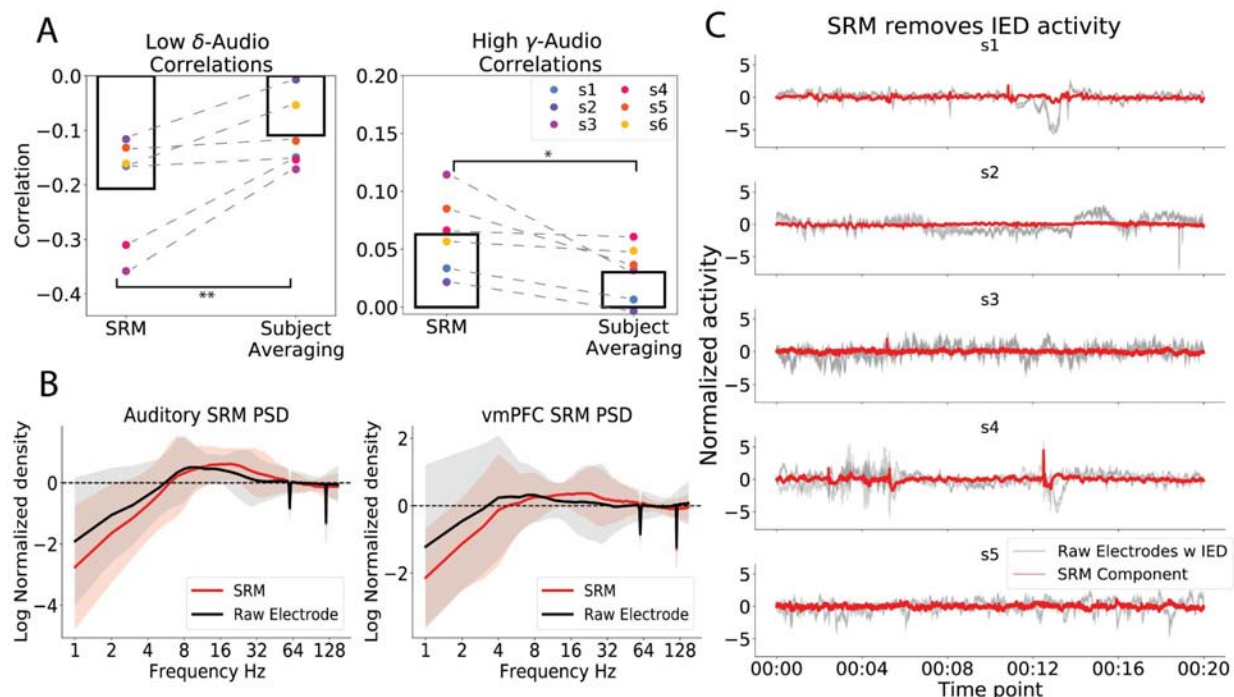 A
Low δ-Audio
Correlations
High γ-Audio
Correlations
0.0
−0.1
−0.2
−0.3
−0.4
Correlation
SRM
Subject
Averaging
**
0.20
0.15
0.10
0.05
0.00
s1
s2
s3
s4
s5
s6
*
SRM
Subject
Averaging
B
Auditory SRM PSD
Log Normalized density
0
−2
−4
SRM
Raw Electrode
1 2 4 8 16 32 64 128
Frequency Hz
vmPFC SRM PSD
Log Normalized density
2
0
−2
SRM
Raw Electrode
1 2 4 8 16 32 64 128
Frequency Hz
C
SRM removes IED activity
Normalized activity
s1
5
0
−5
s2
5
0
−5
s3
5
0
−5
s4
5
0
−5
s5
5
0
−5
Raw Electrodes w IED
SRM Component
00:00 00:04 00:08 00:12 00:16 00:20
Time point